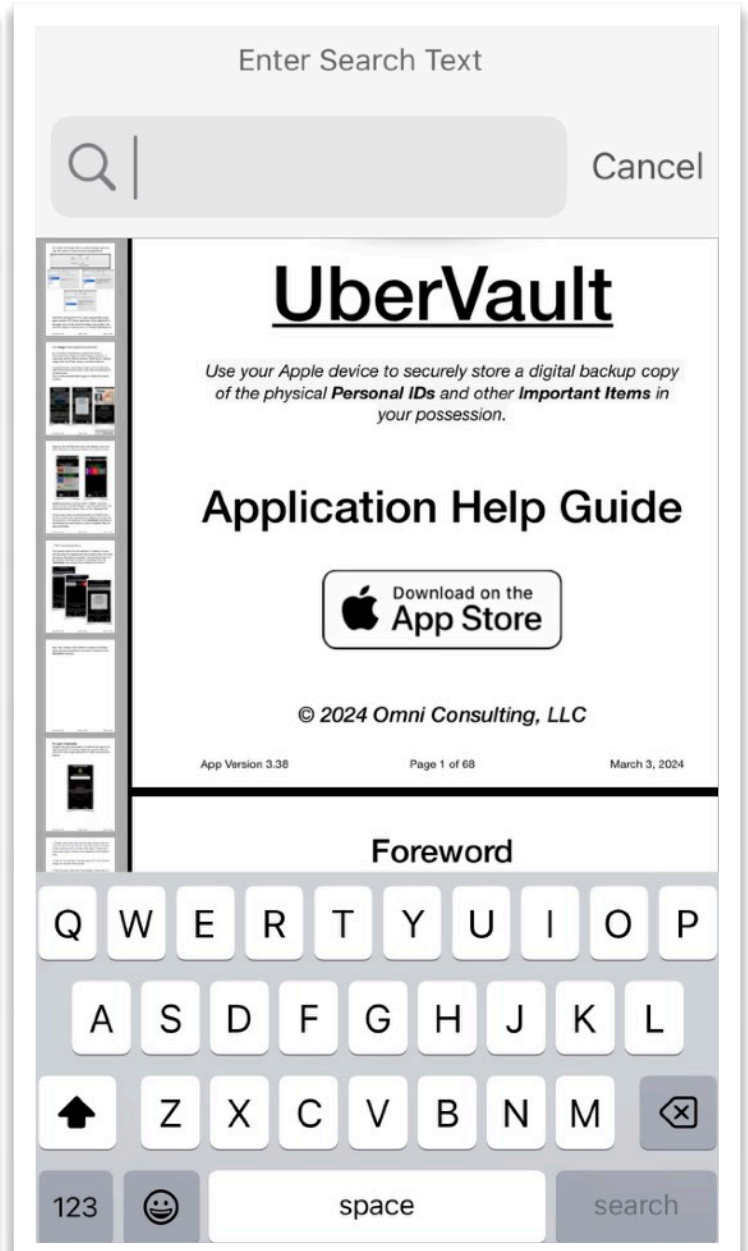 Enter Search Text
Cancel
UberVault
Use your Apple device to securely store a digital backup copy
of the physical Personal IDs and other Important Items in
your possession.
Application Help Guide
Download on the
App Store
© 2024 Omni Consulting, LLC
App Version 3.38 Page 1 of 68 March 3, 2024
Foreword
Q W E R T Y U I O P
A S D F G H J K L
Z X C V B N M
123 space search